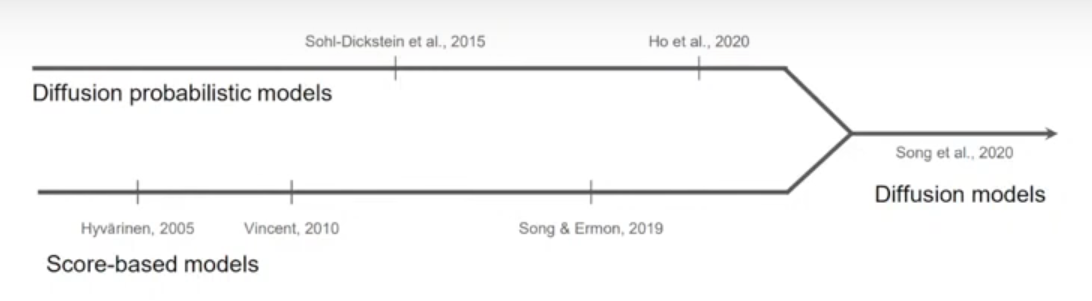 Sohl-Dickstein et al., 2015
Ho et al., 2020
Diffusion probabilistic models
Song et al., 2020
Diffusion models
Hyvärinen, 2005
Vincent, 2010
Song & Ermon, 2019
Score-based models